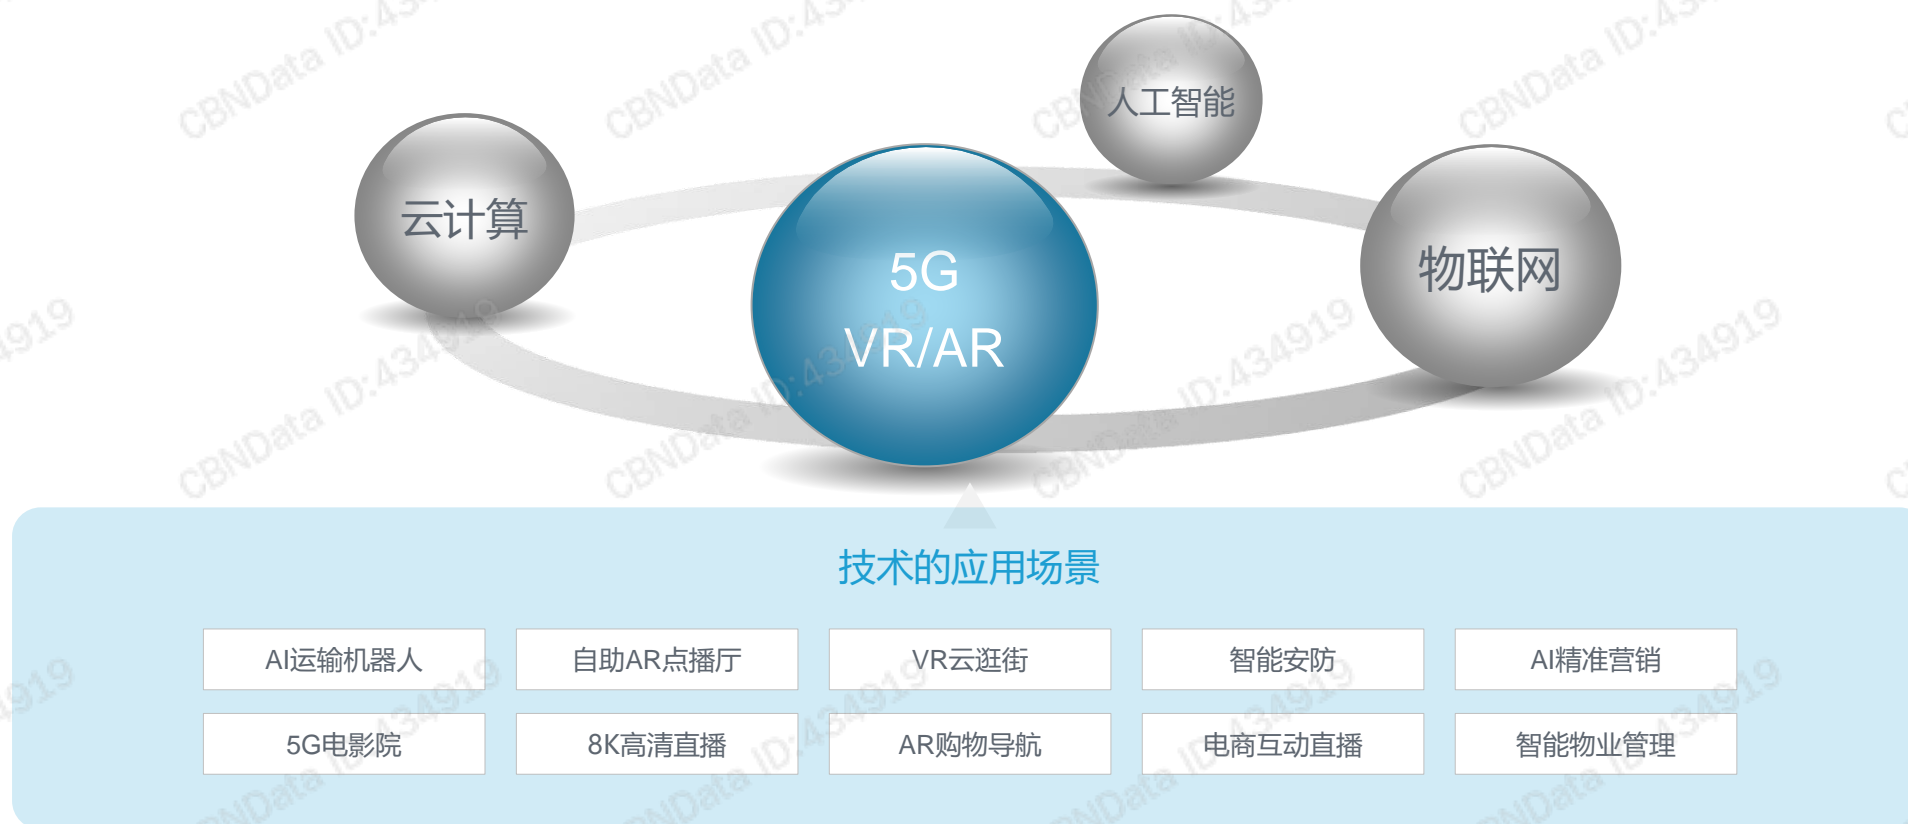 人工智能
云计算
5G
VR/AR
物联网
技术的应用场景
AI运输机器人
自助AR点播厅
VR云逛街
智能安防
AI精准营销
5G电影院
8K高清直播
AR购物导航
电商互动直播
智能物业管理
CBNData ID:434919